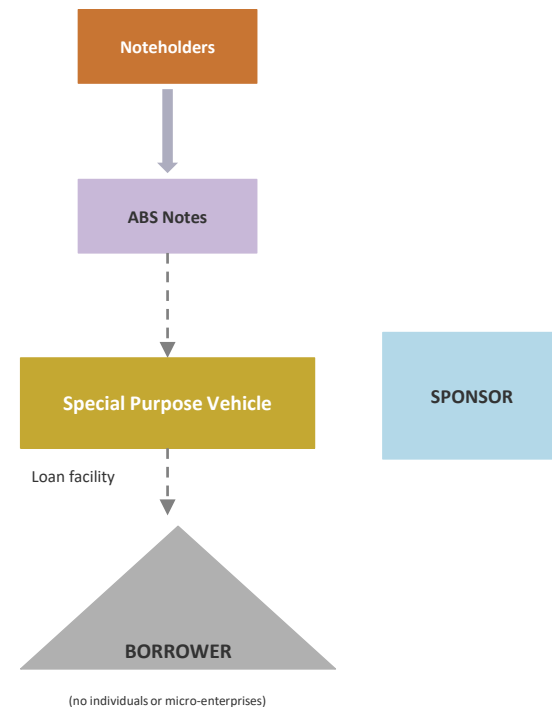 Noteholders
ABS Notes
Special Purpose Vehicle
SPONSOR
Loan facility
BORROWER
(no individuals or micro-enterprises)